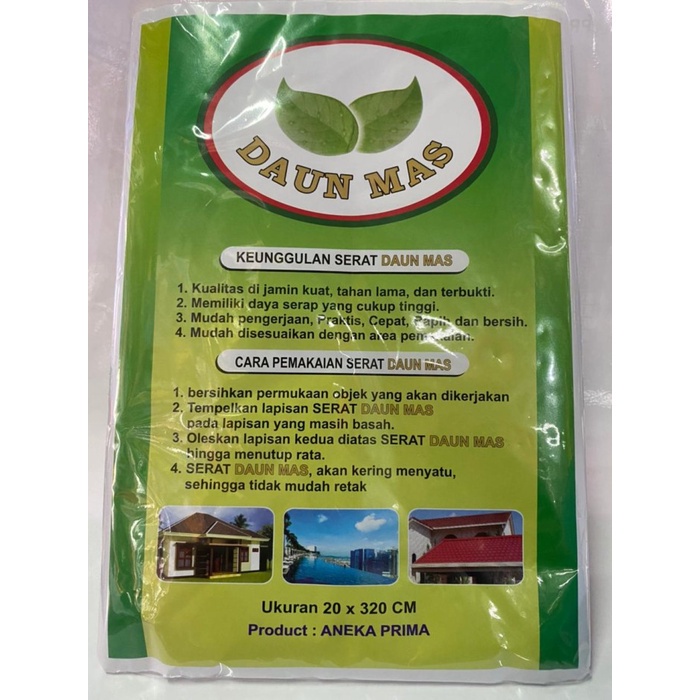 DAUN MAS
KEUNGGULAN SERAT DAUN MAS
1. Kualitas di jamin kuat, tahan lama, dan terbukti.
2. Memiliki daya serap yang cukup tinggi.
3. Mudah pengerjaan, Praktis, Cepat, dan bersih.
4. Mudah disesuaikan dengan area
CARA PEMAKAIAN SERAT DAUN MAS
1. bersihkan permukaan objek yang akan dikerjakan
2. Tempelkan lapisan SERAT DAUN MAS
pada lapisan yang masih basah.
3. Oleskan lapisan kedua diatas SERAT DAUN MAS
hingga menutup rata.
4. SERAT DAUN MAS, akan kering menyatu,
sehingga tidak mudah retak
Ukuran 20 x 320 CM
Product : ANEKA PRIMA